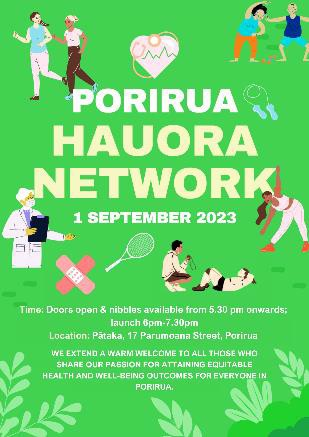 PORIRUA
HAUORA
NETWORK
1 SEPTEMBER 2023
Time: Doors open & nibbles available from 5.30 pm onwards;
launch 6pm-7.30pm
Location: Pātaka, 17 Parumoana Street, Porirua
WE EXTEND A WARM WELCOME TO ALL THOSE WHO
SHARE OUR PASSION FOR ATTAINING EQUITABLE
HEALTH AND WELL-BEING OUTCOMES FOR EVERYONE IN
PORIRUA.